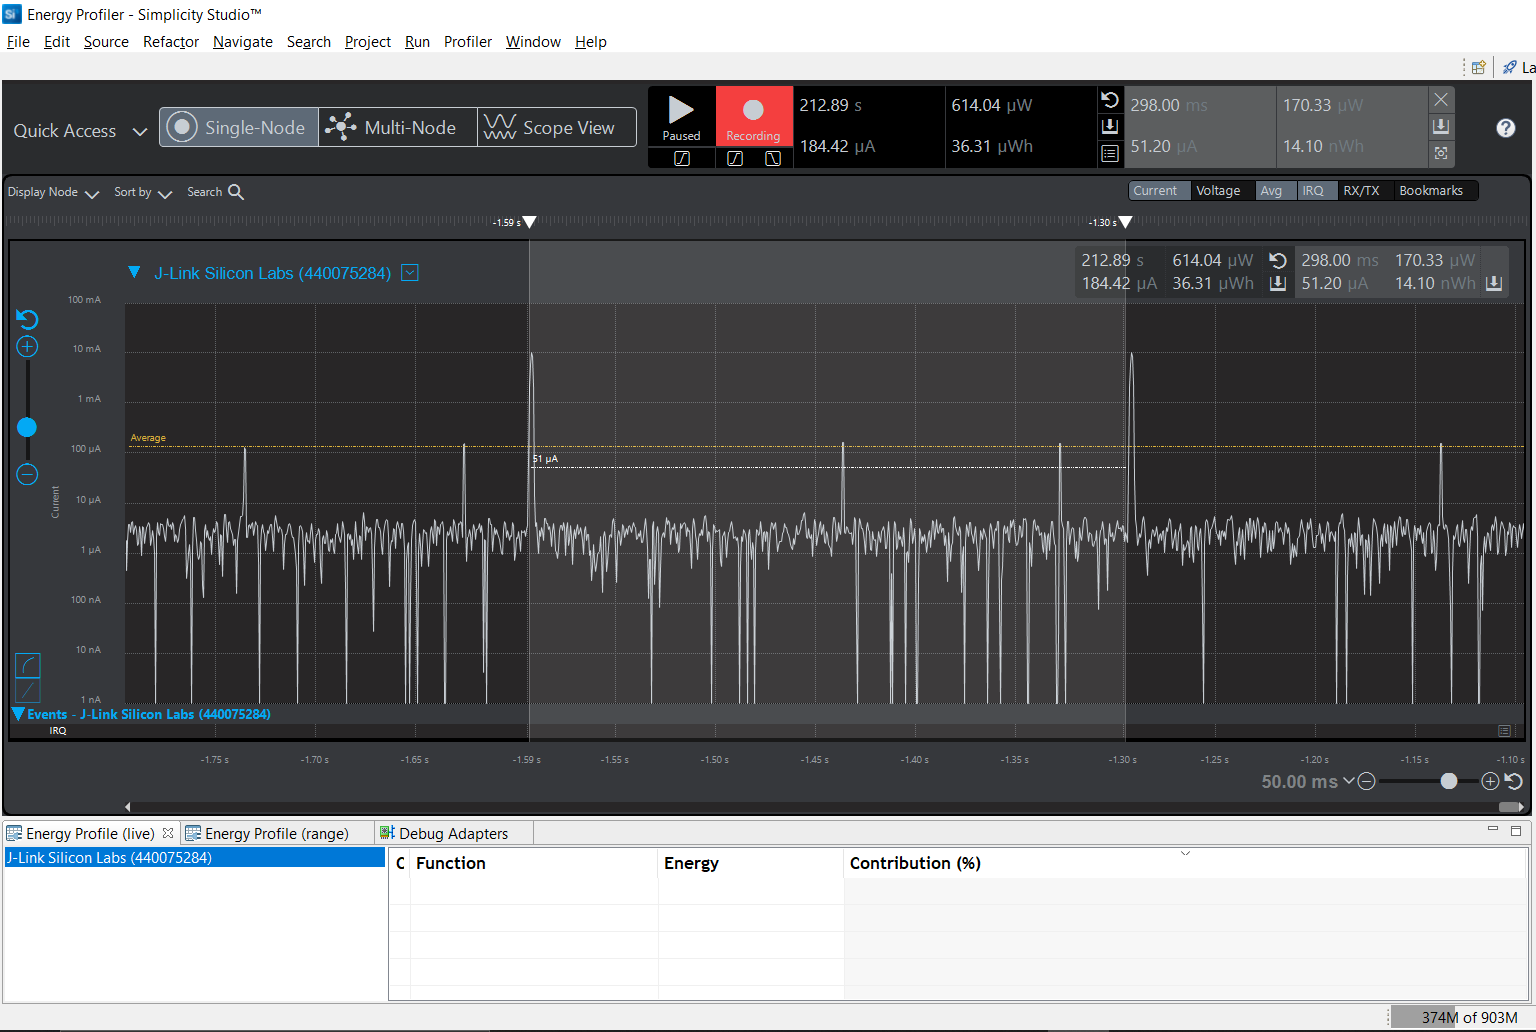 Energy Profiler - Simplicity Studio™
File Edit Source Refactor Navigate Search Project Run Profiler Window Help
La
Quick Access Single-Node Multi-Node Scope View
Paused Recording
212.89 s 614.04 µW 298.00 ms 170.33 µW
184.42 µA 36.31 µWh 51.20 µA 14.10 nWh
Display Node Sort by Search Current Voltage Avg IRQ RX/TX Bookmarks
-1.59 s -1.30 s
J-Link Silicon Labs (440075284)
212.89 s 614.04 µW 298.00 ms 170.33 µW
184.42 µA 36.31 µWh 51.20 µA 14.10 nWh
100 mA
10 mA
1 mA
Average
100 µA
51 µA
10 µA
Current
1 µA
100 nA
10 nA
1 nA
Events - J-Link Silicon Labs (440075284)
IRQ
-1.75 s -1.70 s -1.65 s -1.59 s -1.55 s -1.50 s -1.45 s -1.40 s -1.35 s -1.30 s -1.25 s -1.20 s -1.15 s -1.10 s
50.00 ms
Energy Profile (live) Energy Profile (range) Debug Adapters
J-Link Silicon Labs (440075284)
C Function Energy Contribution (%)
374M of 903M